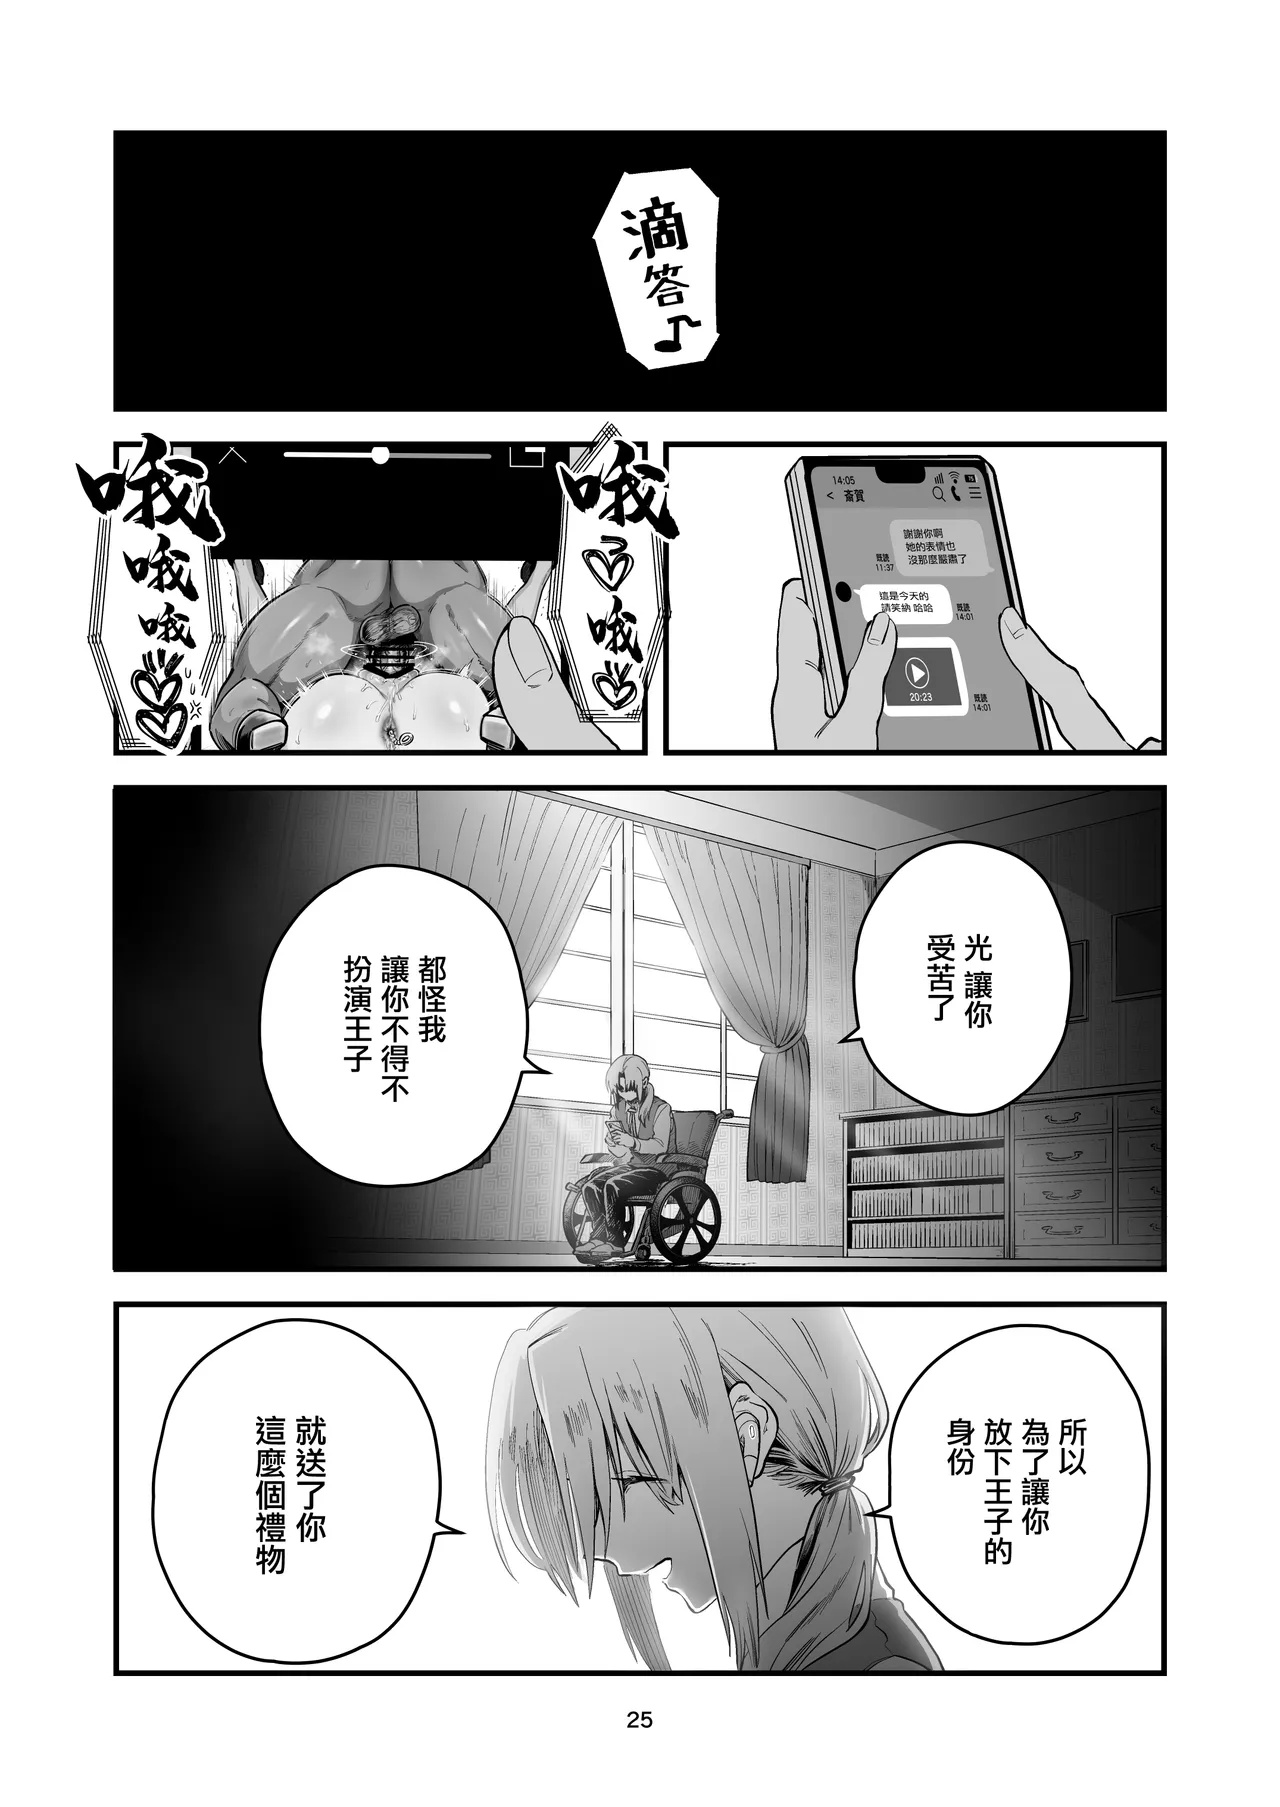 滴答♪
14:05
76
< 斎賀
謝謝你啊
她的表情也
沒那麼嚴肅了
既読
11:37
這是今天的
請笑納 哈哈
既読
14:01
20:23
既読
14:01
哦♡哦♡
哦哦哦♡♡
光 讓你
受苦了
都怪我
讓你不得不
扮演王子
所以
為了讓你
放下王子的
身份
就送了你
這麼個禮物
25